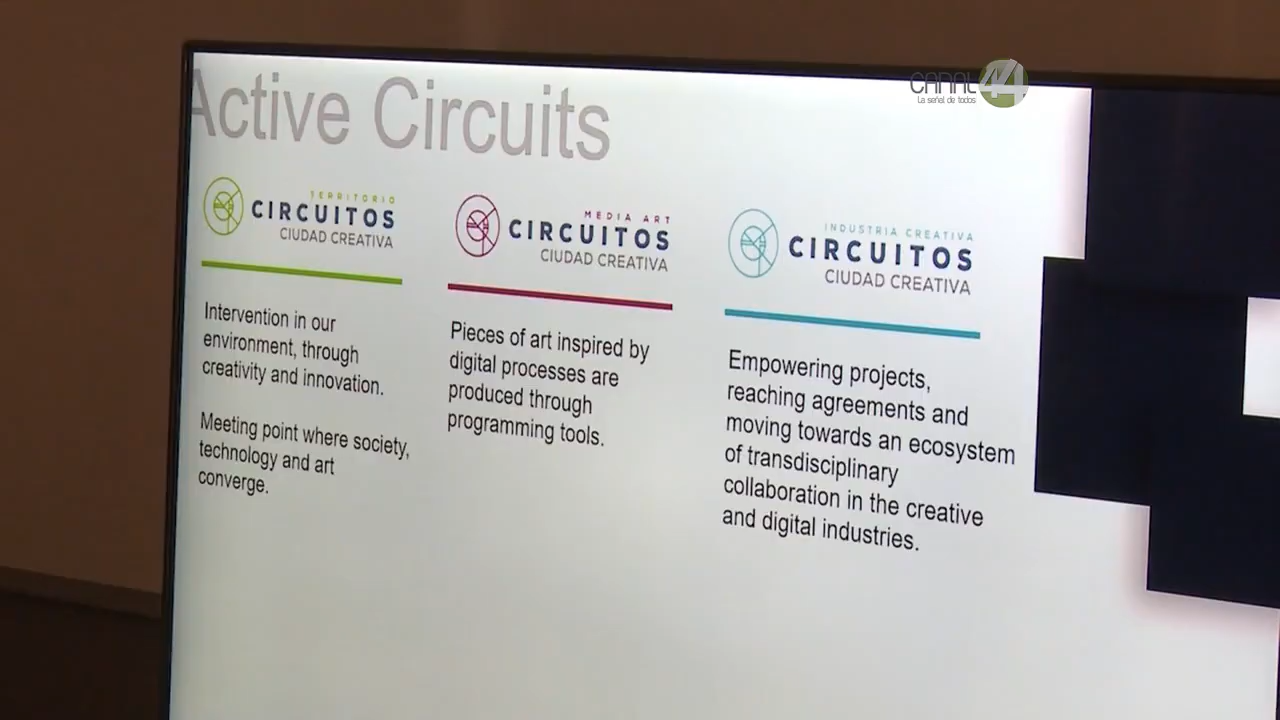 Active Circuits
CANAL 44
La señal de todos
TERRITORIO
CIRCUITOS
CIUDAD CREATIVA
Intervention in our
environment, through
creativity and innovation.
Meeting point where society,
technology and art
converge.
MEDIA ART
CIRCUITOS
CIUDAD CREATIVA
Pieces of art inspired by
digital processes are
produced through
programming tools.
INDUSTRIA CREATIVA
CIRCUITOS
CIUDAD CREATIVA
Empowering projects,
reaching agreements and
moving towards an ecosystem
of transdisciplinary
collaboration in the creative
and digital industries.